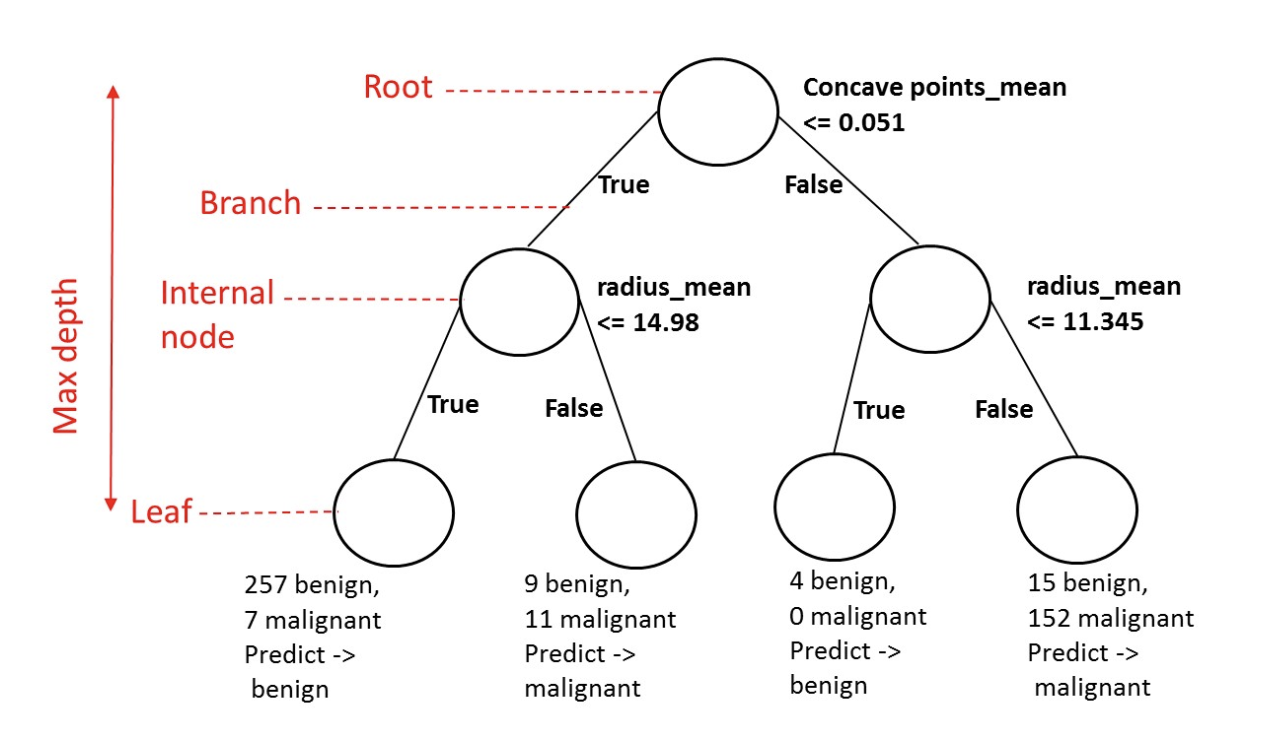 Root
Concave points_mean
<= 0.051
True
False
Branch
Internal
node
radius_mean
<= 14.98
radius_mean
<= 11.345
Max depth
True
False
True
False
Leaf
257 benign,
7 malignant
Predict ->
benign
9 benign,
11 malignant
Predict ->
malignant
4 benign,
0 malignant
Predict ->
benign
15 benign,
152 malignant
Predict ->
malignant